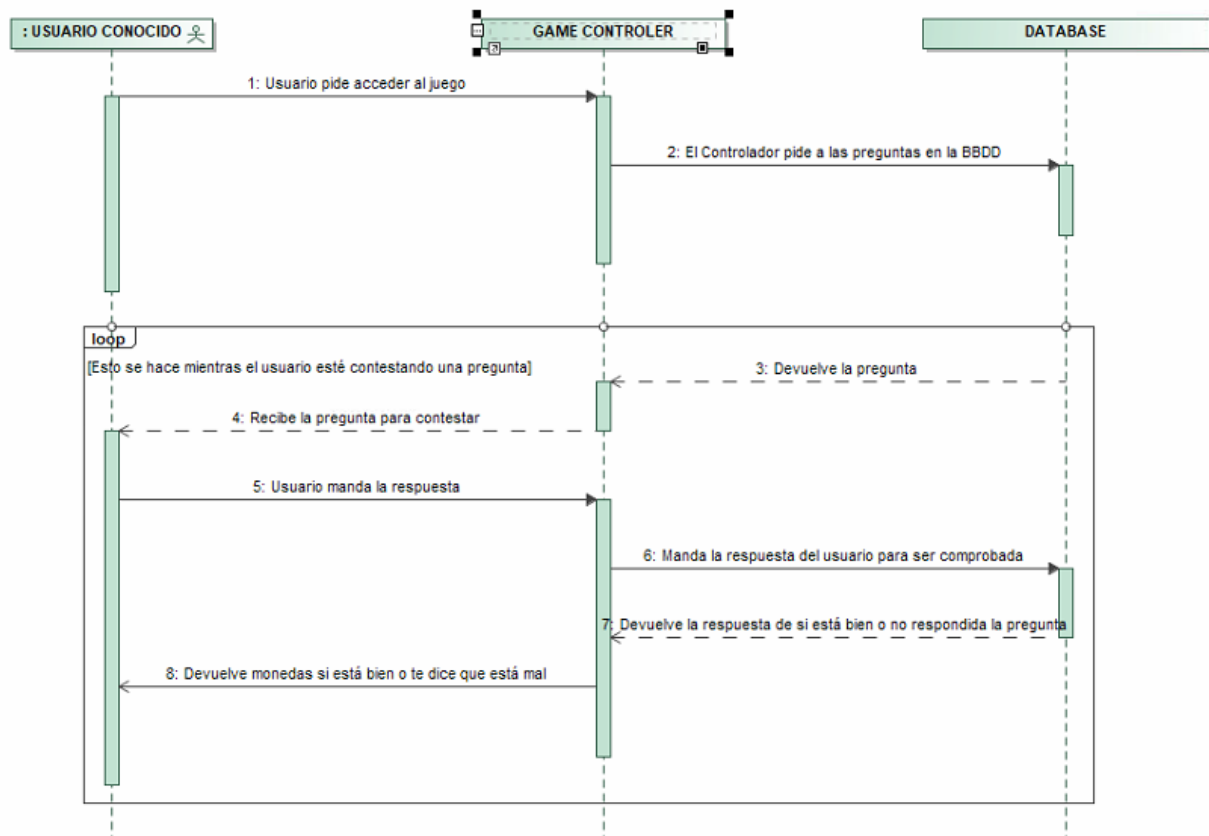 : USUARIO CONOCIDO
GAME CONTROLER
DATABASE
1: Usuario pide acceder al juego
2: El Controlador pide a las preguntas en la BBDD
loop
[Esto se hace mientras el usuario esté contestando una pregunta]
3: Devuelve la pregunta
4: Recibe la pregunta para contestar
5: Usuario manda la respuesta
6: Manda la respuesta del usuario para ser comprobada
7: Devuelve la respuesta de si está bien o no respondida la pregunta
8: Devuelve monedas si está bien o te dice que está mal